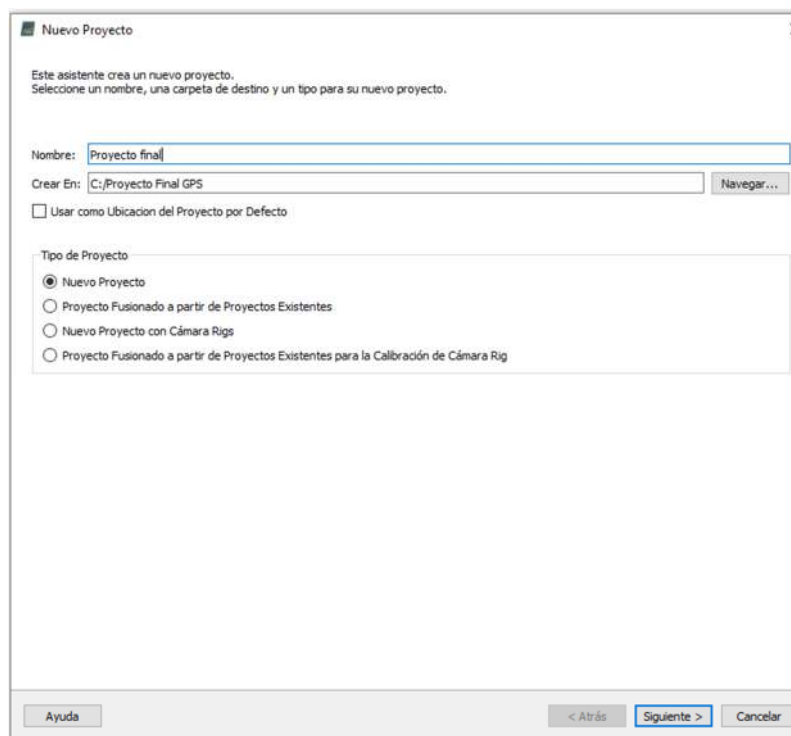 Nuevo Proyecto
Este asistente crea un nuevo proyecto.
Seleccione un nombre, una carpeta de destino y un tipo para su nuevo proyecto.
Nombre: Proyecto final
Crear En: C:/Proyecto Final GPS Navegar...
Usar como Ubicacion del Proyecto por Defecto
Tipo de Proyecto
Nuevo Proyecto
Proyecto Fusionado a partir de Proyectos Existentes
Nuevo Proyecto con Cámara Rigs
Proyecto Fusionado a partir de Proyectos Existentes para la Calibración de Cámara Rig
Ayuda < Atrás Siguiente > Cancelar